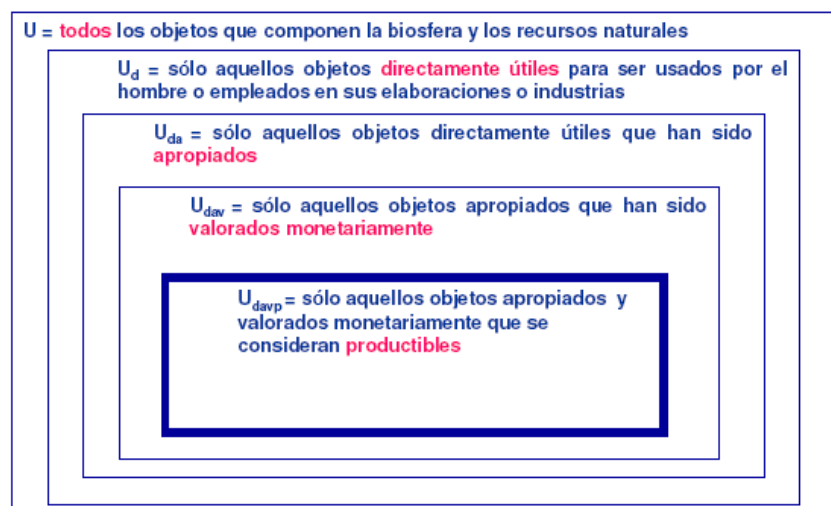 U = todos los objetos que componen la biosfera y los recursos naturales
Ud = sólo aquellos objetos directamente útiles para ser usados por el
hombre o empleados en sus elaboraciones o industrias
Uda = sólo aquellos objetos directamente útiles que han sido
apropiados
Udav = sólo aquellos objetos apropiados que han sido
valorados monetariamente
Udavp = sólo aquellos objetos apropiados y
valorados monetariamente que se
consideran productibles